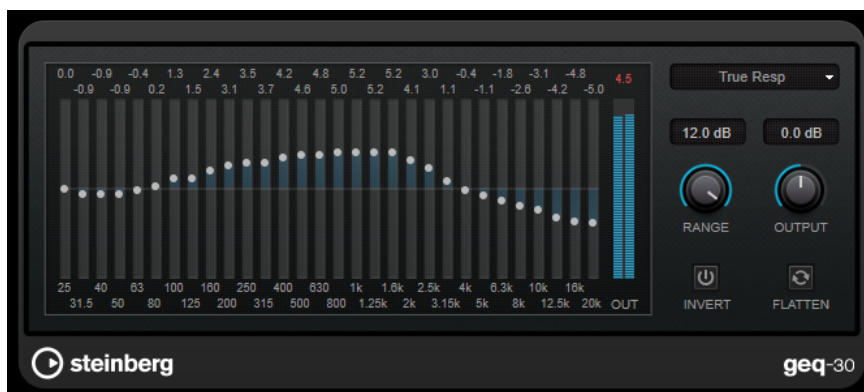 0.0 -0.9 -0.4 1.3 2.4 3.5 4.2 4.8 5.2 5.2 3.0 -0.4 -1.8 -3.1 -4.8 4.5
-0.9 -0.9 0.2 1.5 3.1 3.7 4.6 5.0 5.2 4.1 1.1 -1.1 -2.6 -4.2 -5.0
True Resp
12.0 dB 0.0 dB
RANGE OUTPUT
25 40 63 100 160 250 400 630 1k 1.6k 2.5k 4k 6.3k 10k 16k
31.5 50 80 125 200 315 500 800 1.25k 2k 3.15k 5k 8k 12.5k 20k OUT
INVERT FLATTEN
steinberg geq-30